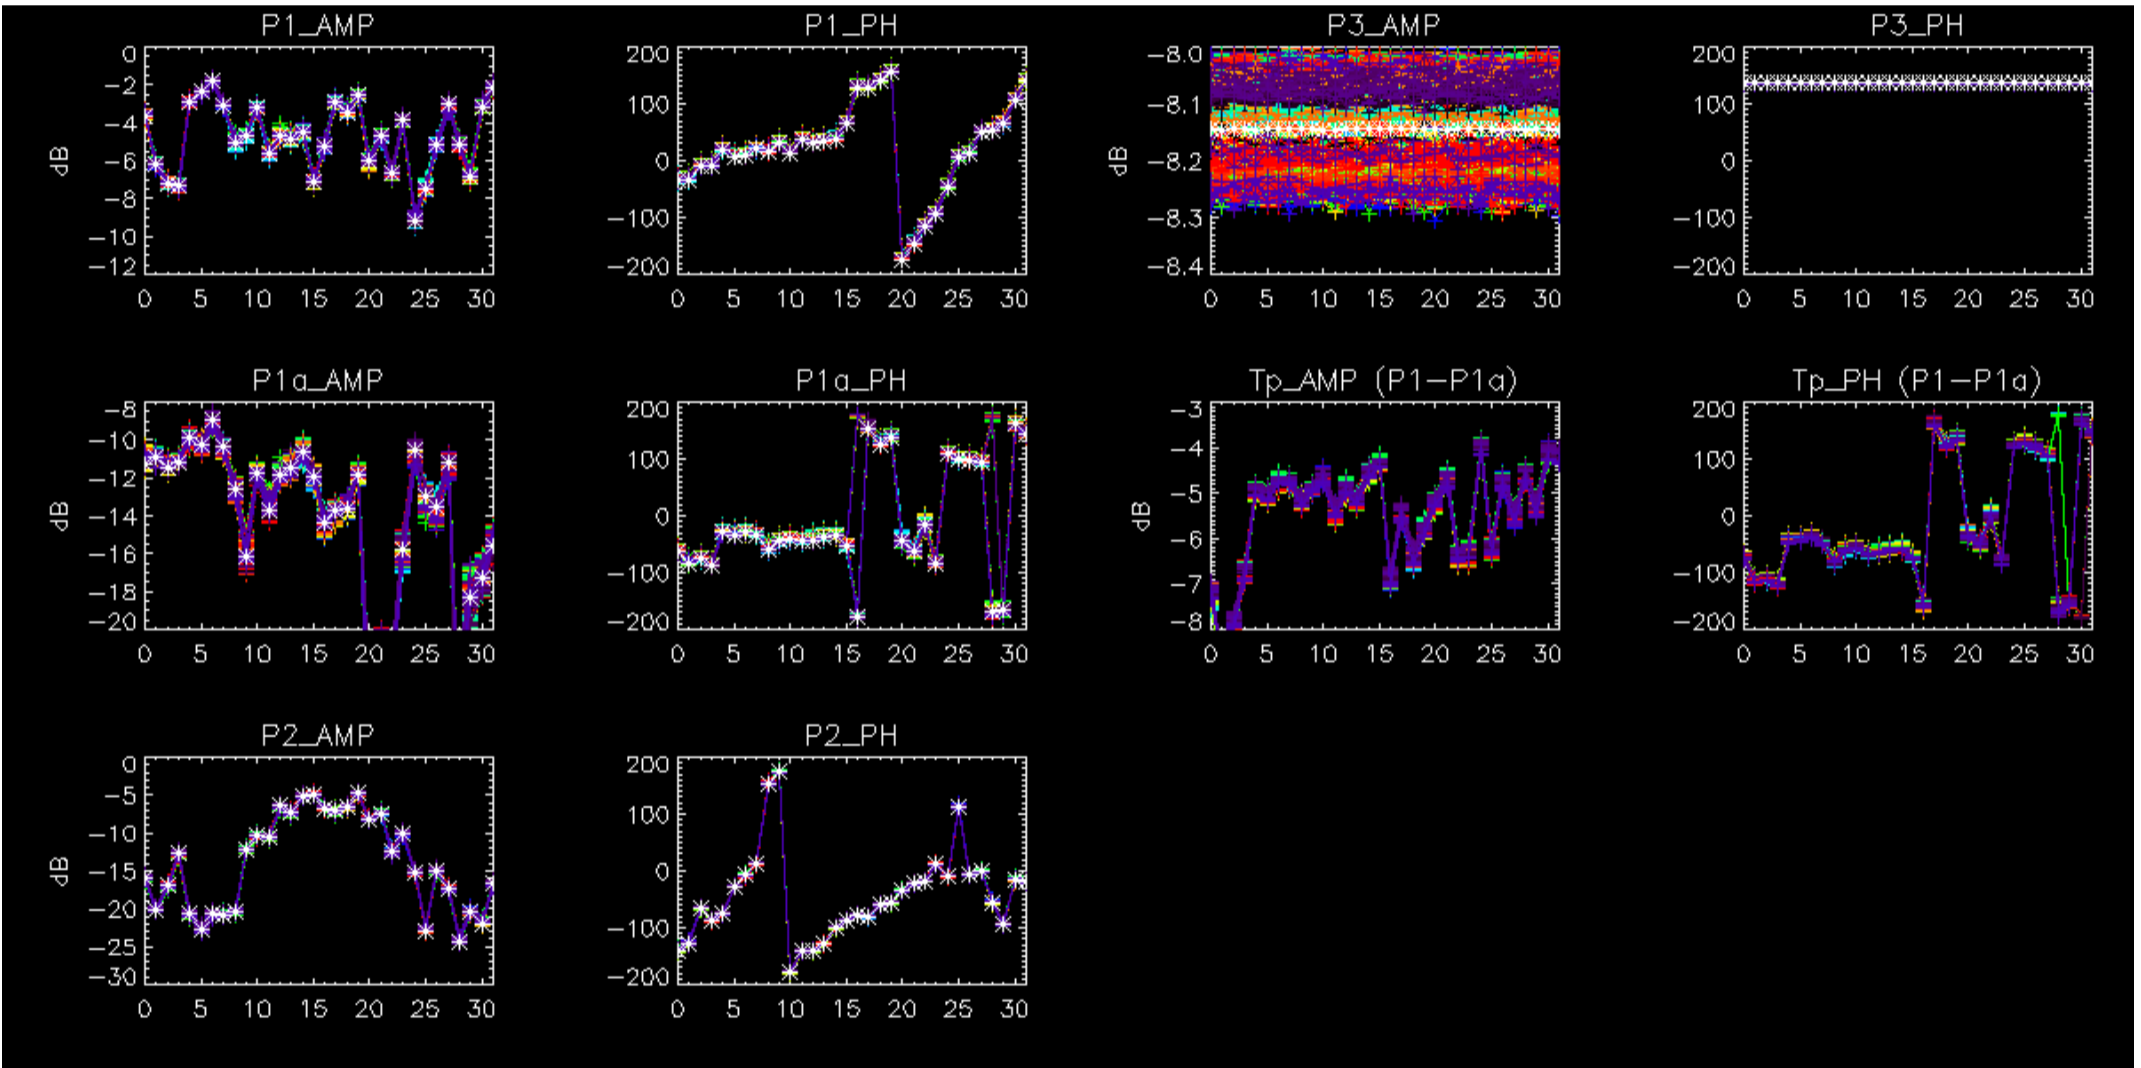 P1_AMP P1_PH P3_AMP P3_PH
0 200 -8.0 200
-2
100 -8.1 100
-4
dB -6 0 dB -8.2 0
-8
-100 -8.3 -100
-10
-12 -200 -8.4 -200
0 5 10 15 20 25 30 0 5 10 15 20 25 30 0 5 10 15 20 25 30 0 5 10 15 20 25 30
P1a_AMP P1a_PH Tp_AMP (P1-P1a) Tp_PH (P1-P1a)
-8 200 -3 200
-10 100 -4 100
-12
dB -14 0 dB -5 0
-16 -6
-100 -7 -100
-18
-20 -200 -8 -200
0 5 10 15 20 25 30 0 5 10 15 20 25 30 0 5 10 15 20 25 30 0 5 10 15 20 25 30
P2_AMP P2_PH
0 200
-5
-10 100
dB -15 0
-20
-25 -100
-30 -200
0 5 10 15 20 25 30 0 5 10 15 20 25 30